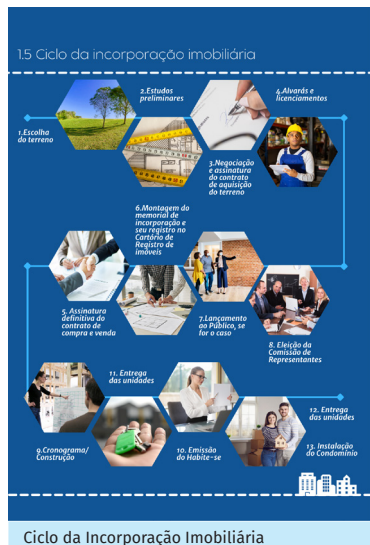 1.5 Ciclo da incorporação imobiliária
1.Escolha
do terreno
2.Estudos
preliminares
3.Negociação
e assinatura
do contrato
de aquisição
do terreno
4.Alvarás e
licenciamentos
5. Assinatura
definitiva do
contrato de
compra e venda
6.Montagem do
memorial de
incorporação e
seu registro no
Cartório de
Registro de
imóveis
7.Lançamento
ao Público, se
for o caso
8. Eleição da
Comissão de
Representantes
9.Cronograma/
Construção
10. Emissão
do Habite-se
11. Entrega
das unidades
12. Entrega
das unidades
13. Instalação
do Condomínio
Ciclo da Incorporação Imobiliária